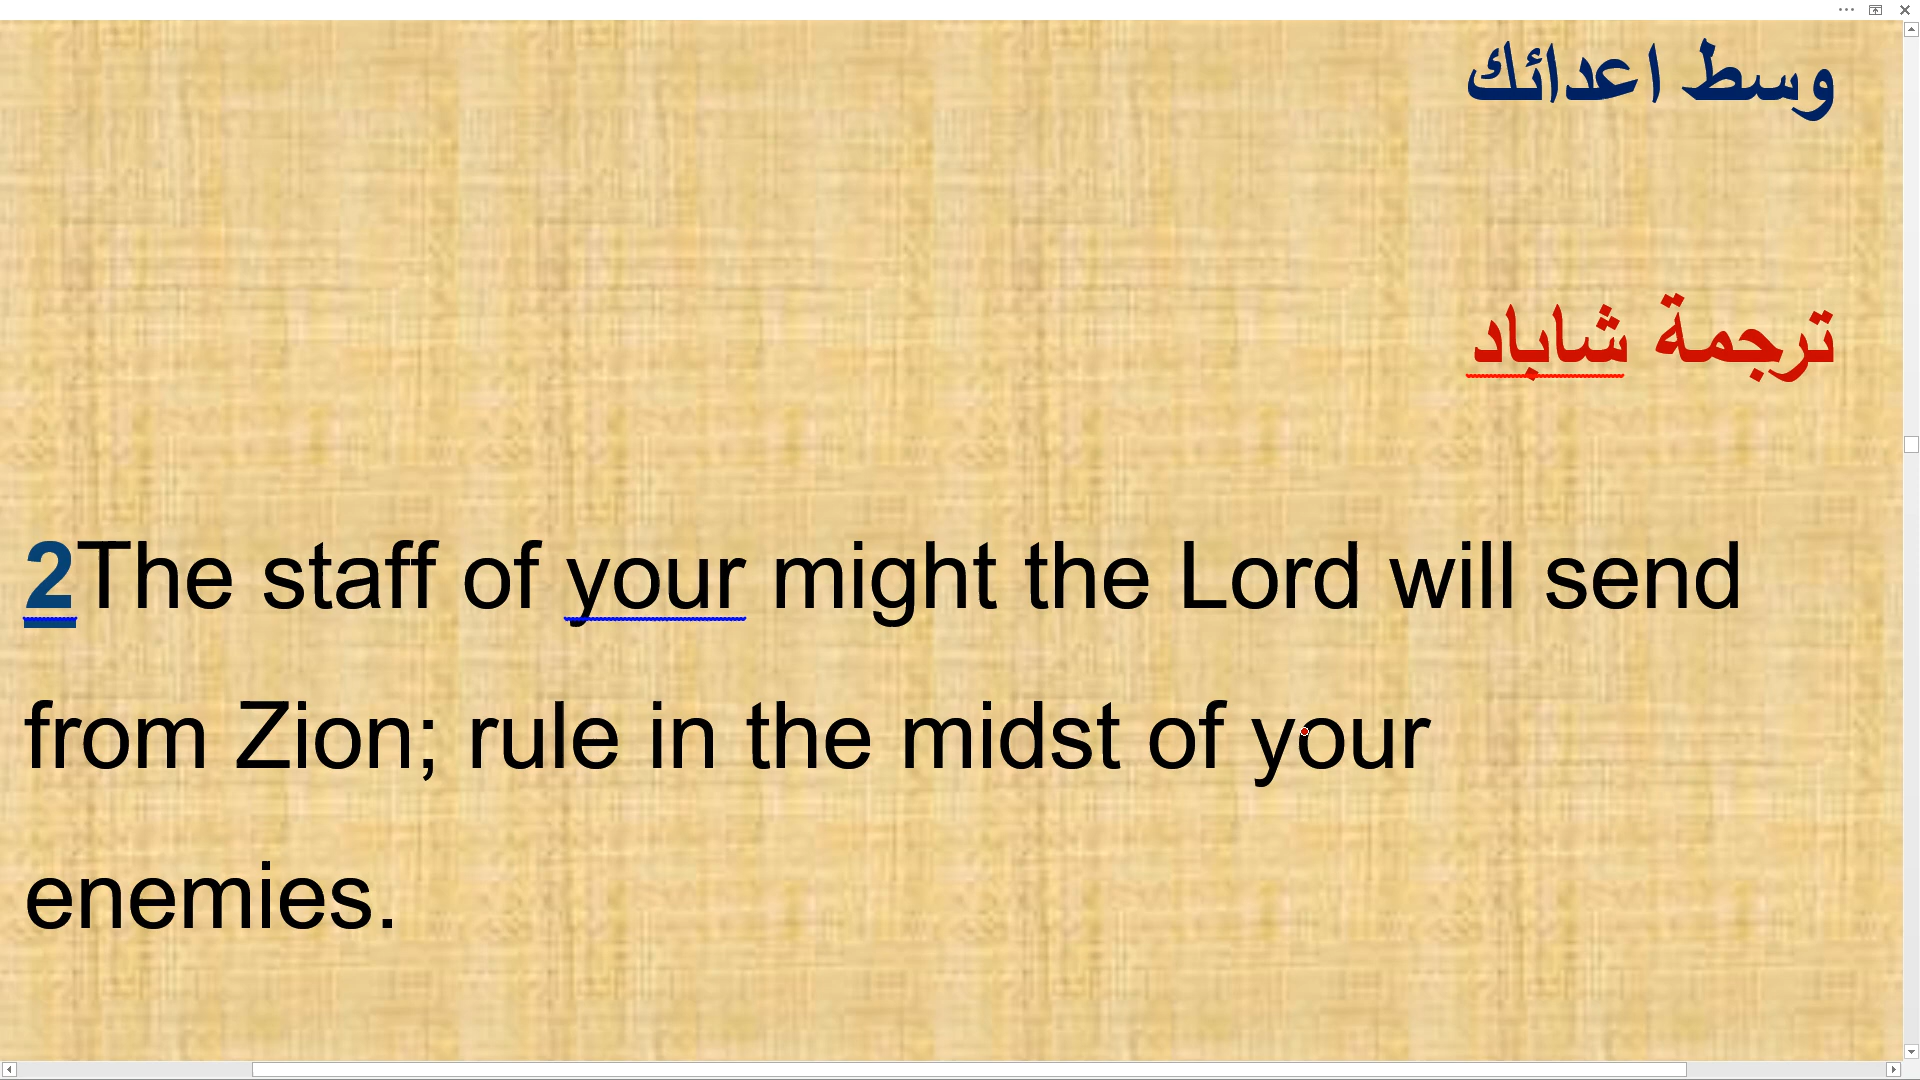 وسط اعدائك
ترجمة شاباد
2The staff of your might the Lord will send
from Zion; rule in the midst of your
enemies.